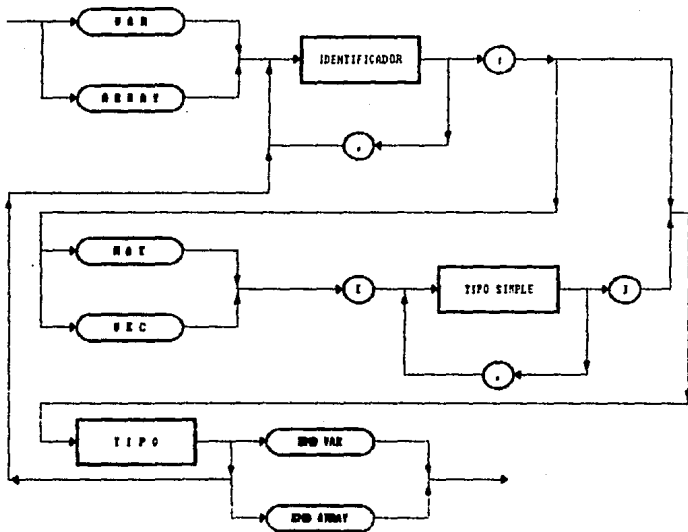 VAR
IDENTIFICADOR
:
ARRAY
,
MAT
[
TIPO SIMPLE
]
VEC
,
TIPO
END VAR
END ARRAY